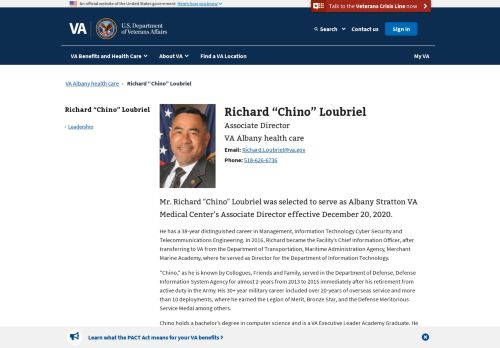 An official website of the United States government Here's how you know
Talk to the Veterans Crisis Line now
VA
U.S. Department
of Veterans Affairs
Search
Contact us
Sign in
VA Benefits and Health Care
About VA
Find a VA Location
My VA
VA Albany health care
Richard “Chino” Loubriel
Richard “Chino” Loubriel
Leadership
Richard “Chino” Loubriel
Associate Director
VA Albany health care
Email: Richard.Loubriel@va.gov
Phone: 518-626-6736
Mr. Richard "Chino" Loubriel was selected to serve as Albany Stratton VA
Medical Center's Associate Director effective December 20, 2020.
He has a 38-year distinguished career in Management, Information Technology Cyber Security and
Telecommunications Engineering. In 2016, Richard became the Facility's Chief Information Officer, after
transferring to VA from the Department of Transportation, Maritime Administration Agency, Merchant
Marine Academy, where he served as Director for the Department of Information Technology.
"Chino," as he is known by Collogues, Friends and Family, served in the Department of Defense, Defense
Information System Agency for almost 2-years from 2013 to 2015 immediately after his retirement from
active duty in the Army. His 30+ year military career included over 20-years of overseas service and more
than 10 deployments, where he earned the Legion of Merit, Bronze Star, and the Defense Meritorious
Service Medal among others.
Chino holds a bachelor's degree in computer science and is a VA Executive Leader Academy Graduate. He
Learn what the PACT Act means for your VA benefits